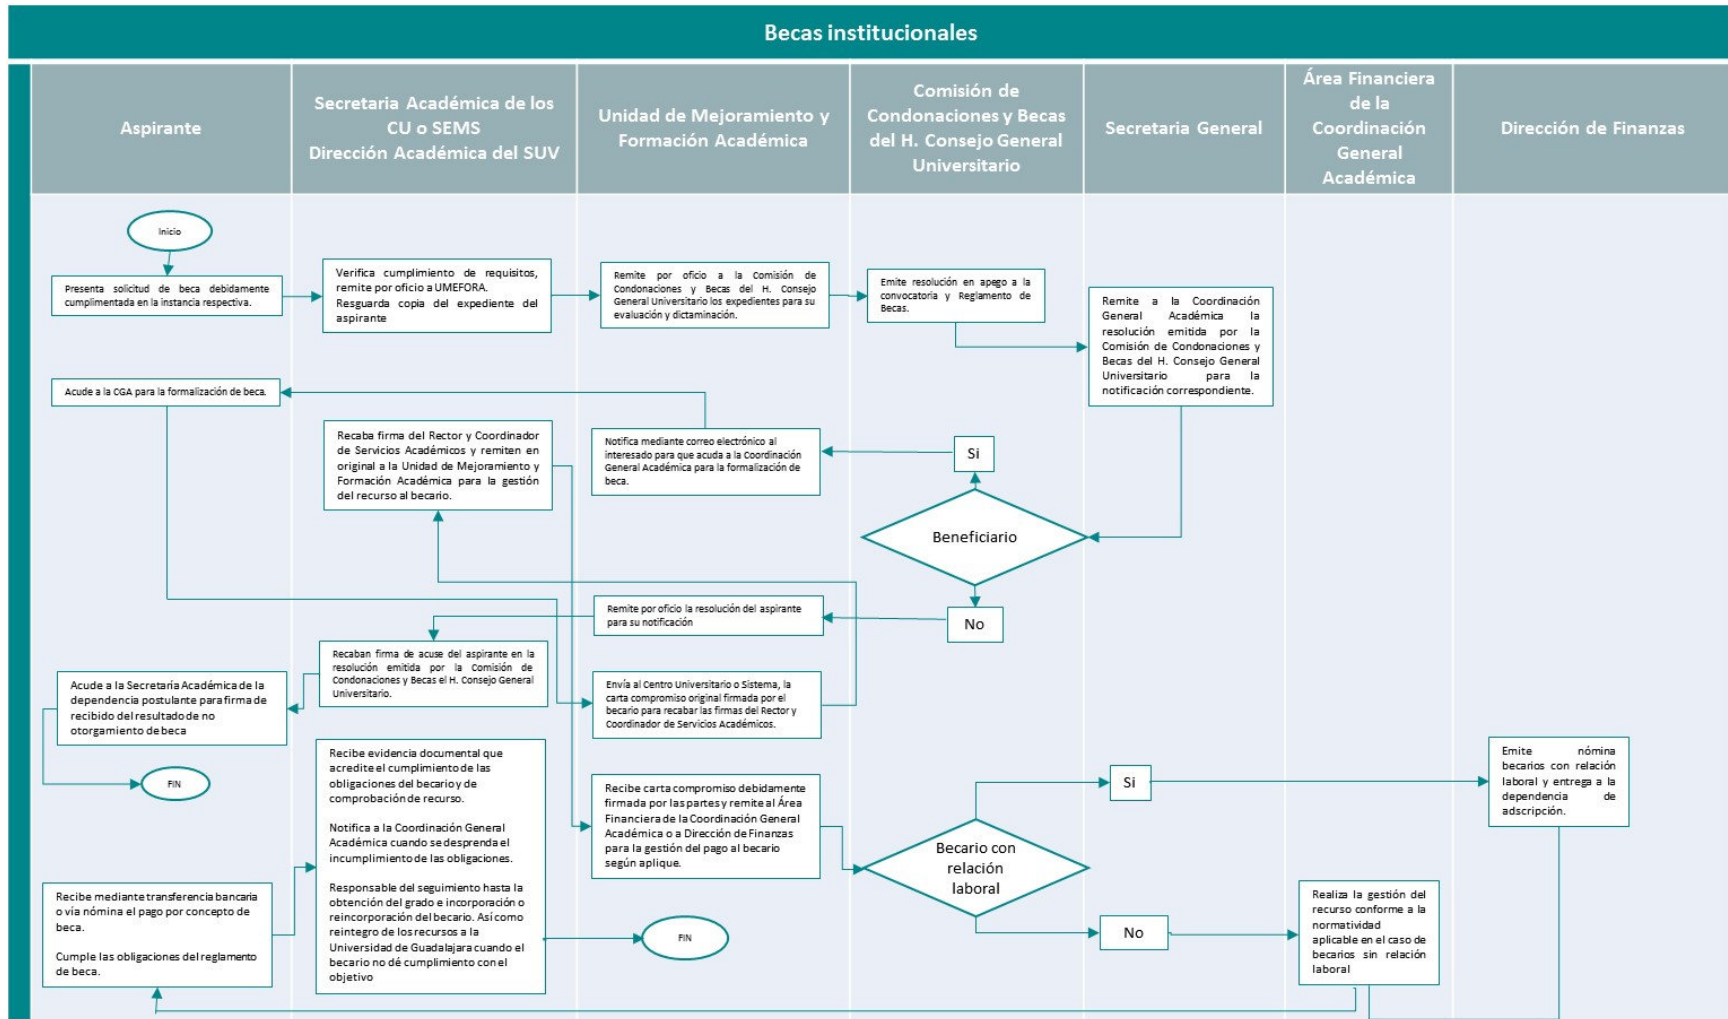 Becas institucionales
Aspirante
Secretaria Académica de los
CU o SEMS
Dirección Académica del SUV
Unidad de Mejoramiento y
Formación Académica
Comisión de
Condonaciones y Becas
del H. Consejo General
Universitario
Secretaria General
Área Financiera
de la
Coordinación
General
Académica
Dirección de Finanzas
Inicio
Presenta solicitud de beca debidamente
cumplimentada en la instancia respectiva.
Verifica cumplimiento de requisitos,
remite por oficio a UMEFORA.
Resguarda copia del expediente del
aspirante
Remite por oficio a la Comisión de
Condonaciones y Becas del H. Consejo
General Universitario los expedientes para su
evaluación y dictaminación.
Emite resolución en apego a la
convocatoria y Reglamento de
Becas.
Remite a la Coordinación
General Académica la
resolución emitida por la
Comisión de Condonaciones y
Becas del H. Consejo General
Universitario para la
notificación correspondiente.
Acude a la CGA para la formalización de beca.
Recaba firma del Rector y Coordinador
de Servicios Académicos y remiten en
original a la Unidad de Mejoramiento y
Formación Académica para la gestión
del recurso al becario.
Notifica mediante correo electrónico al
interesado para que acuda a la Coordinación
General Académica para la formalización de
beca.
Si
Beneficiario
No
Remite por oficio la resolución del aspirante
para su notificación
Recaban firma de acuse del aspirante en la
resolución emitida por la Comisión de
Condonaciones y Becas el H. Consejo General
Universitario.
Acude a la Secretaría Académica de la
dependencia postulante para firma de
recibido del resultado de no
otorgamiento de beca
Envía al Centro Universitario o Sistema, la
carta compromiso original firmada por el
becario para recabar las firmas del Rector y
Coordinador de Servicios Académicos.
FIN
Recibe evidencia documental que
acredite el cumplimiento de las
obligaciones del becario y de
comprobación de recurso.
Notifica a la Coordinación General
Académica cuando se desprenda el
incumplimiento de las obligaciones.
Responsable del seguimiento hasta la
obtención del grado e incorporación o
reincorporación del becario. Así como
reintegro de los recursos a la
Universidad de Guadalajara cuando el
becario no dé cumplimiento con el
objetivo
Recibe carta compromiso debidamente
firmada por las partes y remite al Área
Financiera de la Coordinación General
Académica o a Dirección de Finanzas
para la gestión del pago al becario
según aplique.
Becario con
relación
laboral
Si
Emite nómina
becarios con relación
laboral y entrega a la
dependencia de
adscripción.
No
Realiza la gestión del
recurso conforme a la
normatividad
aplicable en el caso de
becarios sin relación
laboral
Recibe mediante transferencia bancaria
o vía nómina el pago por concepto de
beca.
Cumple las obligaciones del reglamento
de beca.
FIN